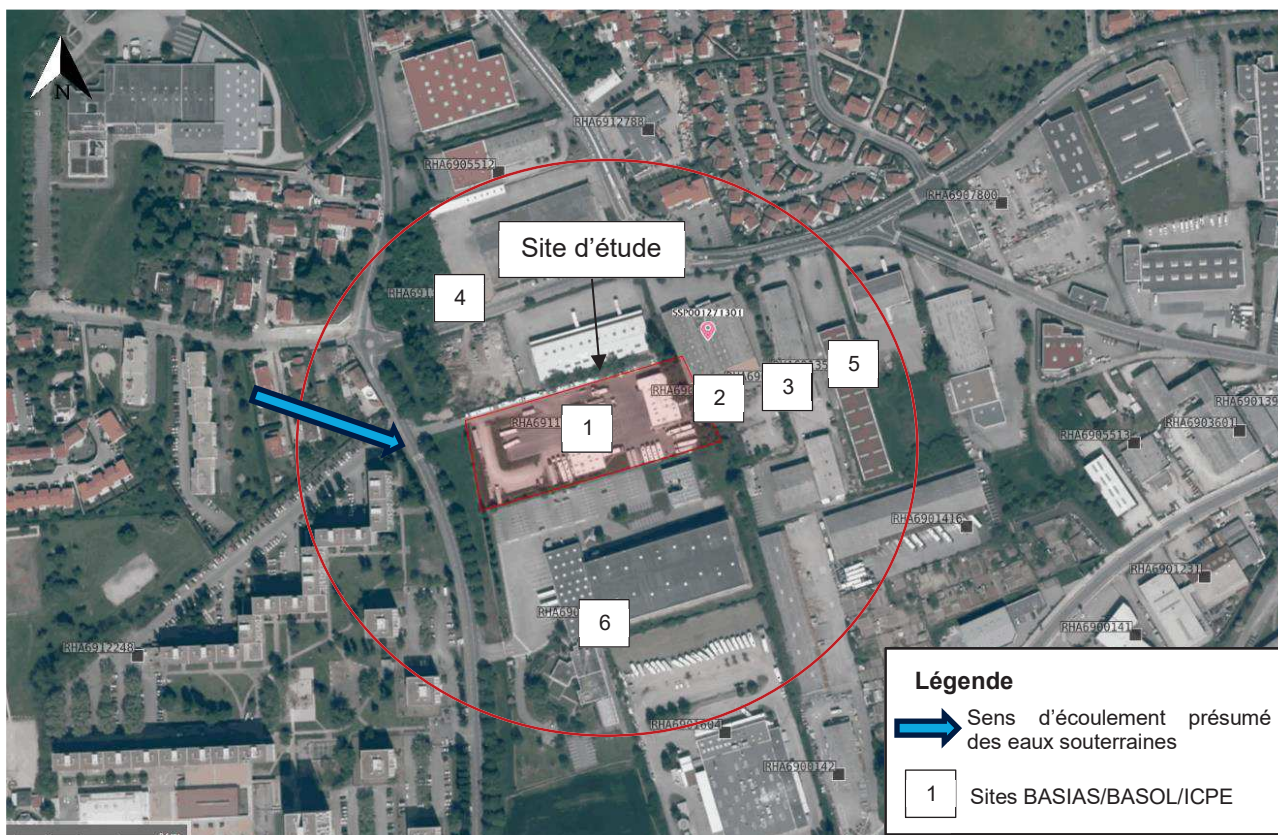 N
RHA6912788
RHA6905512
RHA6907800
Site d'étude
4
5
3
2
1
RHA6905513
RHA6903601
RHA6901416
RHA6901231
RHA6900141
6
RHA6912248
RHA6900142
Légende
Sens d'écoulement présumé
des eaux souterraines
1 Sites BASIAS/BASOL/ICPE